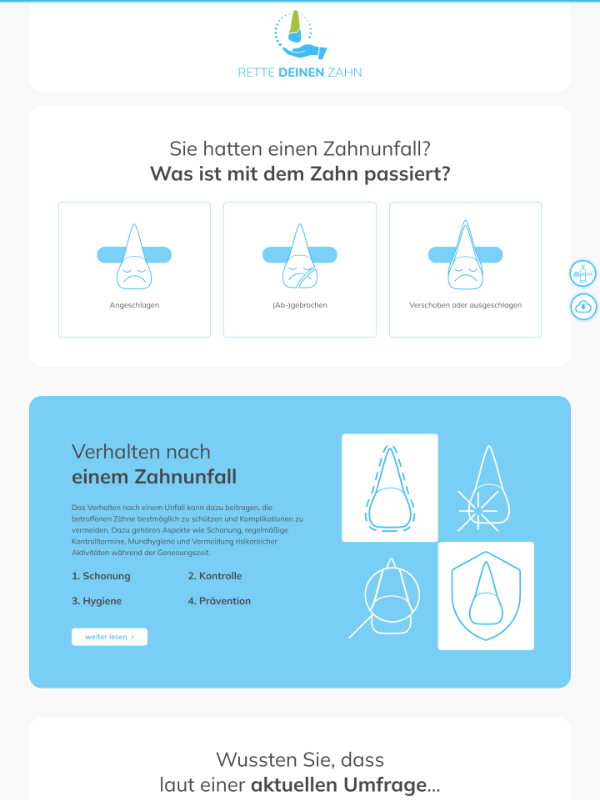 RETTE DEINEN ZAHN
Sie hatten einen Zahnunfall?
Was ist mit dem Zahn passiert?
Angeschlagen
(Ab-)gebrochen
Verschoben oder ausgeschlagen
Verhalten nach
einem Zahnunfall
Das Verhalten nach einem Unfall kann dazu beitragen, die
betroffenen Zähne bestmöglich zu schützen und Komplikationen zu
vermeiden. Dazu gehören Aspekte wie Schonung, regelmäßige
Kontrolltermine, Mundhygiene und Vermeidung risikoreicher
Aktivitäten während der Genesungszeit.
1. Schonung
2. Kontrolle
3. Hygiene
4. Prävention
weiter lesen ›
Wussten Sie, dass
laut einer aktuellen Umfrage...